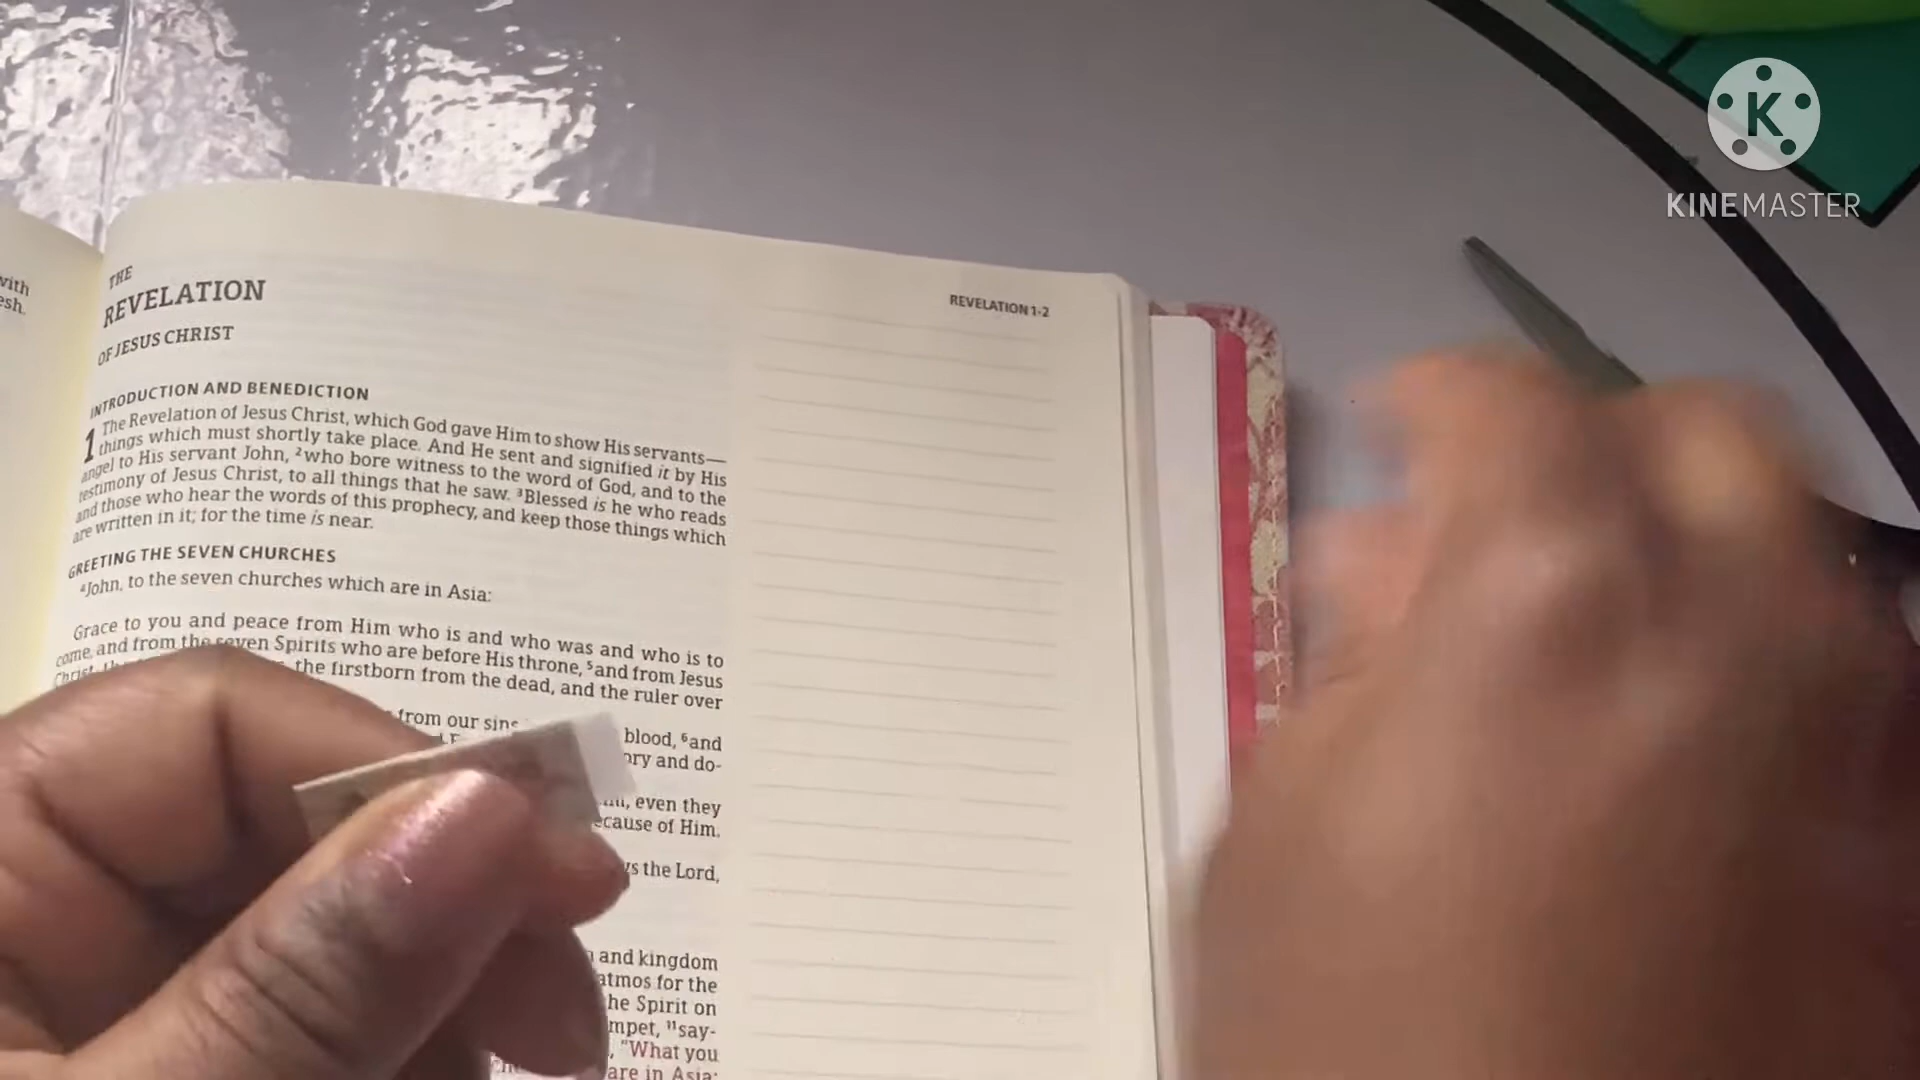 with
esh.
THE
REVELATION
OF JESUS CHRIST
REVELATION 1-2
INTRODUCTION AND BENEDICTION
1 The Revelation of Jesus Christ, which God gave Him to show His servants—
things which must shortly take place. And He sent and signified it by His
angel to His servant John, 2who bore witness to the word of God, and to the
testimony of Jesus Christ, to all things that he saw. 3Blessed is he who reads
and those who hear the words of this prophecy, and keep those things which
are written in it; for the time is near.
GREETING THE SEVEN CHURCHES
4John, to the seven churches which are in Asia:
Grace to you and peace from Him who is and who was and who is to
come, and from the seven Spirits who are before His throne, 5and from Jesus
Christ, the firstborn from the dead, and the ruler over
from our sins blood, 6and
ory and do-
even they
ecause of Him.
ys the Lord,
and kingdom
atmos for the
he Spirit on
mpet, 11say-
"What you
are in Asia:
K
KINEMASTER